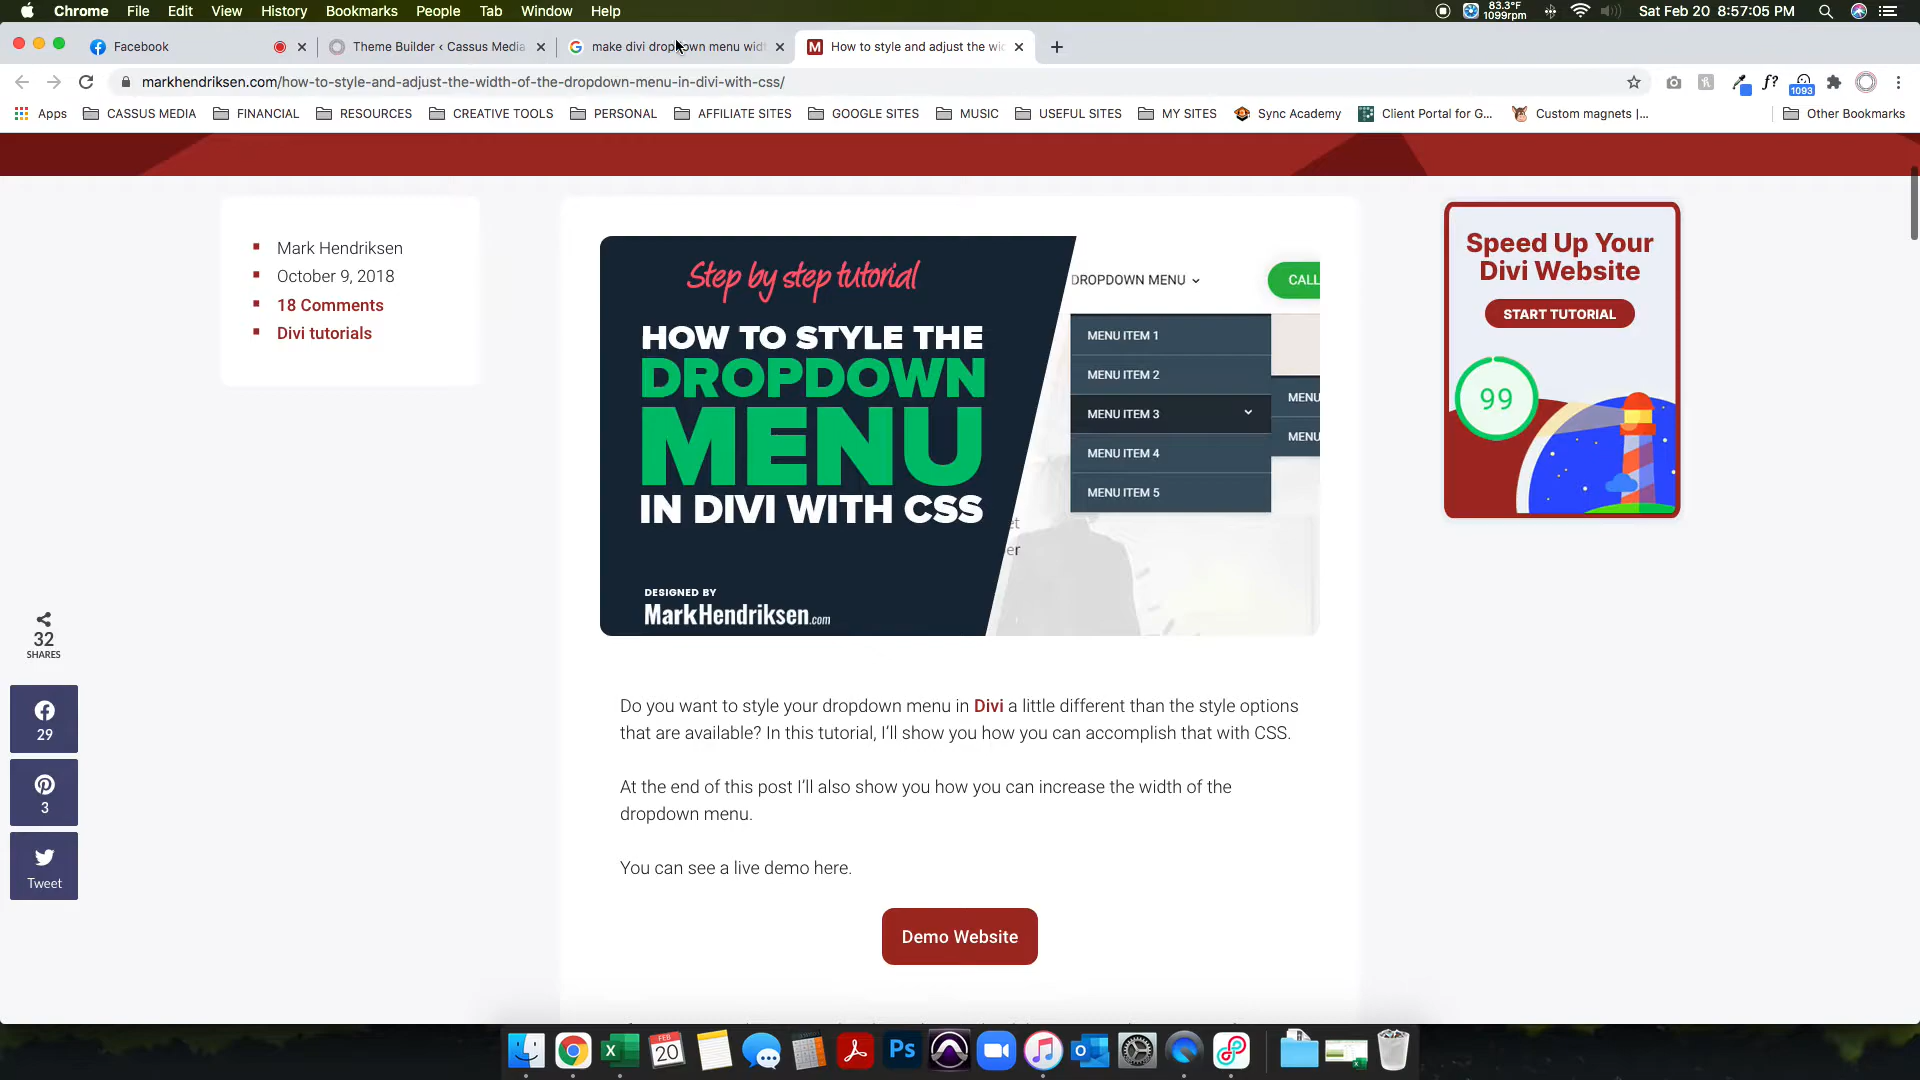 Chrome File Edit View History Bookmarks People Tab Window Help
83.3°F
1099rpm
Sat Feb 20 8:57:05 PM
Facebook
Theme Builder ‹ Cassus Media
make divi dropdown menu widt
M
How to style and adjust the wi
markhendriksen.com/how-to-style-and-adjust-the-width-of-the-dropdown-menu-in-divi-with-css/
f?
1093
Apps
CASSUS MEDIA
FINANCIAL
RESOURCES
CREATIVE TOOLS
PERSONAL
AFFILIATE SITES
GOOGLE SITES
MUSIC
USEFUL SITES
MY SITES
Sync Academy
Client Portal for G...
Custom magnets |...
Other Bookmarks
Mark Hendriksen
October 9, 2018
18 Comments
Divi tutorials
Step by step tutorial
HOW TO STYLE THE
DROPDOWN
MENU
IN DIVI WITH CSS
DESIGNED BY
MarkHendriksen.com
DROPDOWN MENU
CALL
MENU ITEM 1
MENU ITEM 2
MENU ITEM 3
MENU ITEM 4
MENU ITEM 5
MENU
MENU
et
er
Speed Up Your
Divi Website
START TUTORIAL
99
32
SHARES
29
3
Tweet
Do you want to style your dropdown menu in Divi a little different than the style options
that are available? In this tutorial, I'll show you how you can accomplish that with CSS.
At the end of this post I'll also show you how you can increase the width of the
dropdown menu.
You can see a live demo here.
Demo Website
FEB
20
Ps